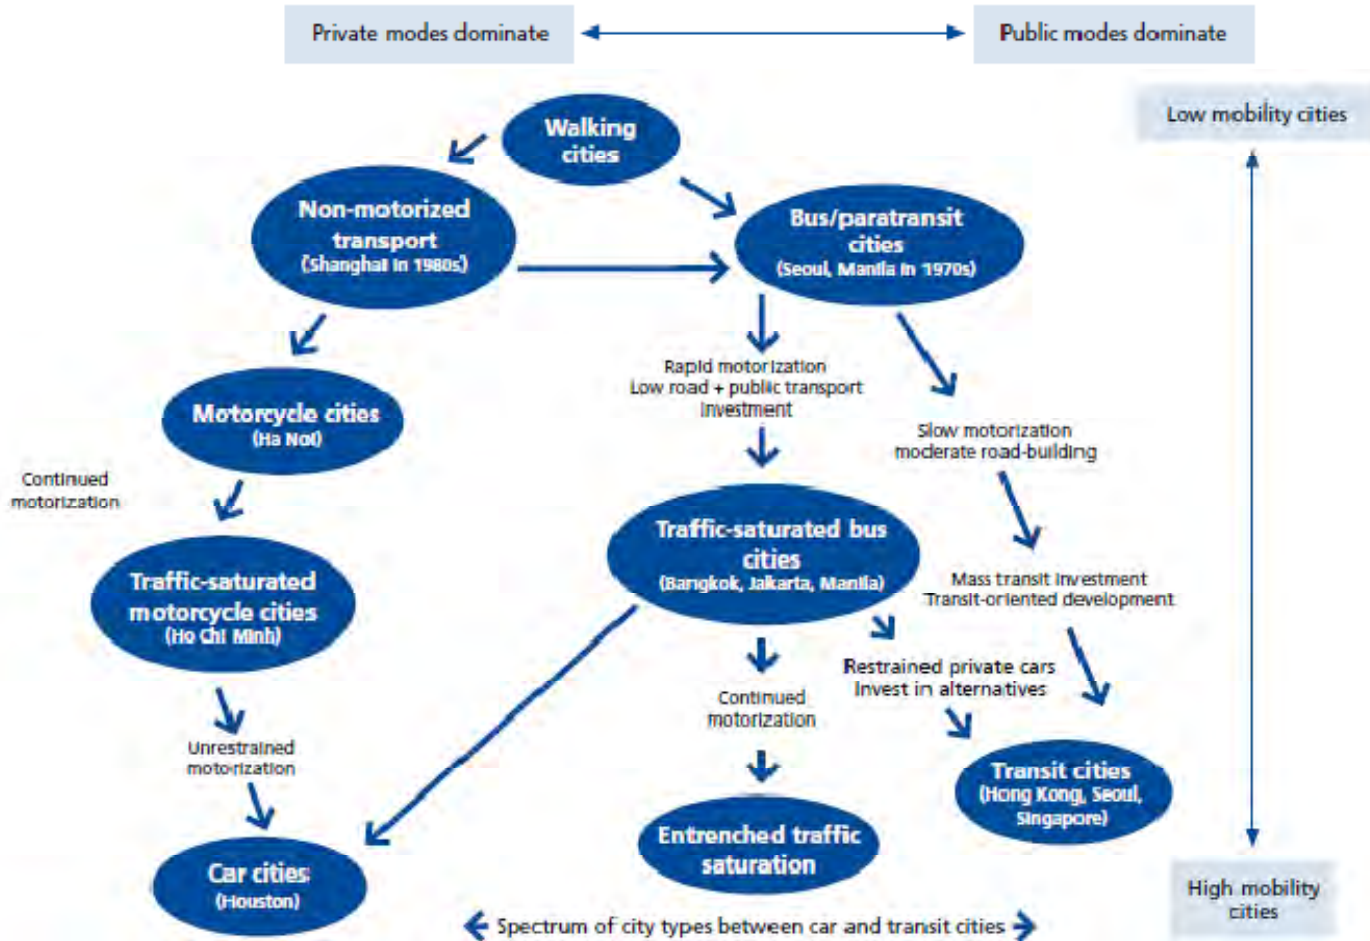 Private modes dominate
Public modes dominate
Low mobility cities
Walking
cities
Non-motorized
transport
(Shanghai in 1980s)
Bus/paratransit
cities
(Seoul, Manila in 1970s)
Rapid motorization
Low road + public transport
investment
Motorcycle cities
(Ha Noi)
Slow motorization
moderate road-building
Continued
motorization
Traffic-saturated bus
cities
(Bangkok, Jakarta, Manila)
Traffic-saturated
motorcycle cities
(Ho Chi Minh)
Mass transit investment
Transit-oriented development
Restrained private cars
Invest in alternatives
Continued
motorization
Unrestrained
motorization
Transit cities
(Hong Kong, Seoul,
Singapore)
Entrenched traffic
saturation
Car cities
(Houston)
High mobility
cities
Spectrum of city types between car and transit cities